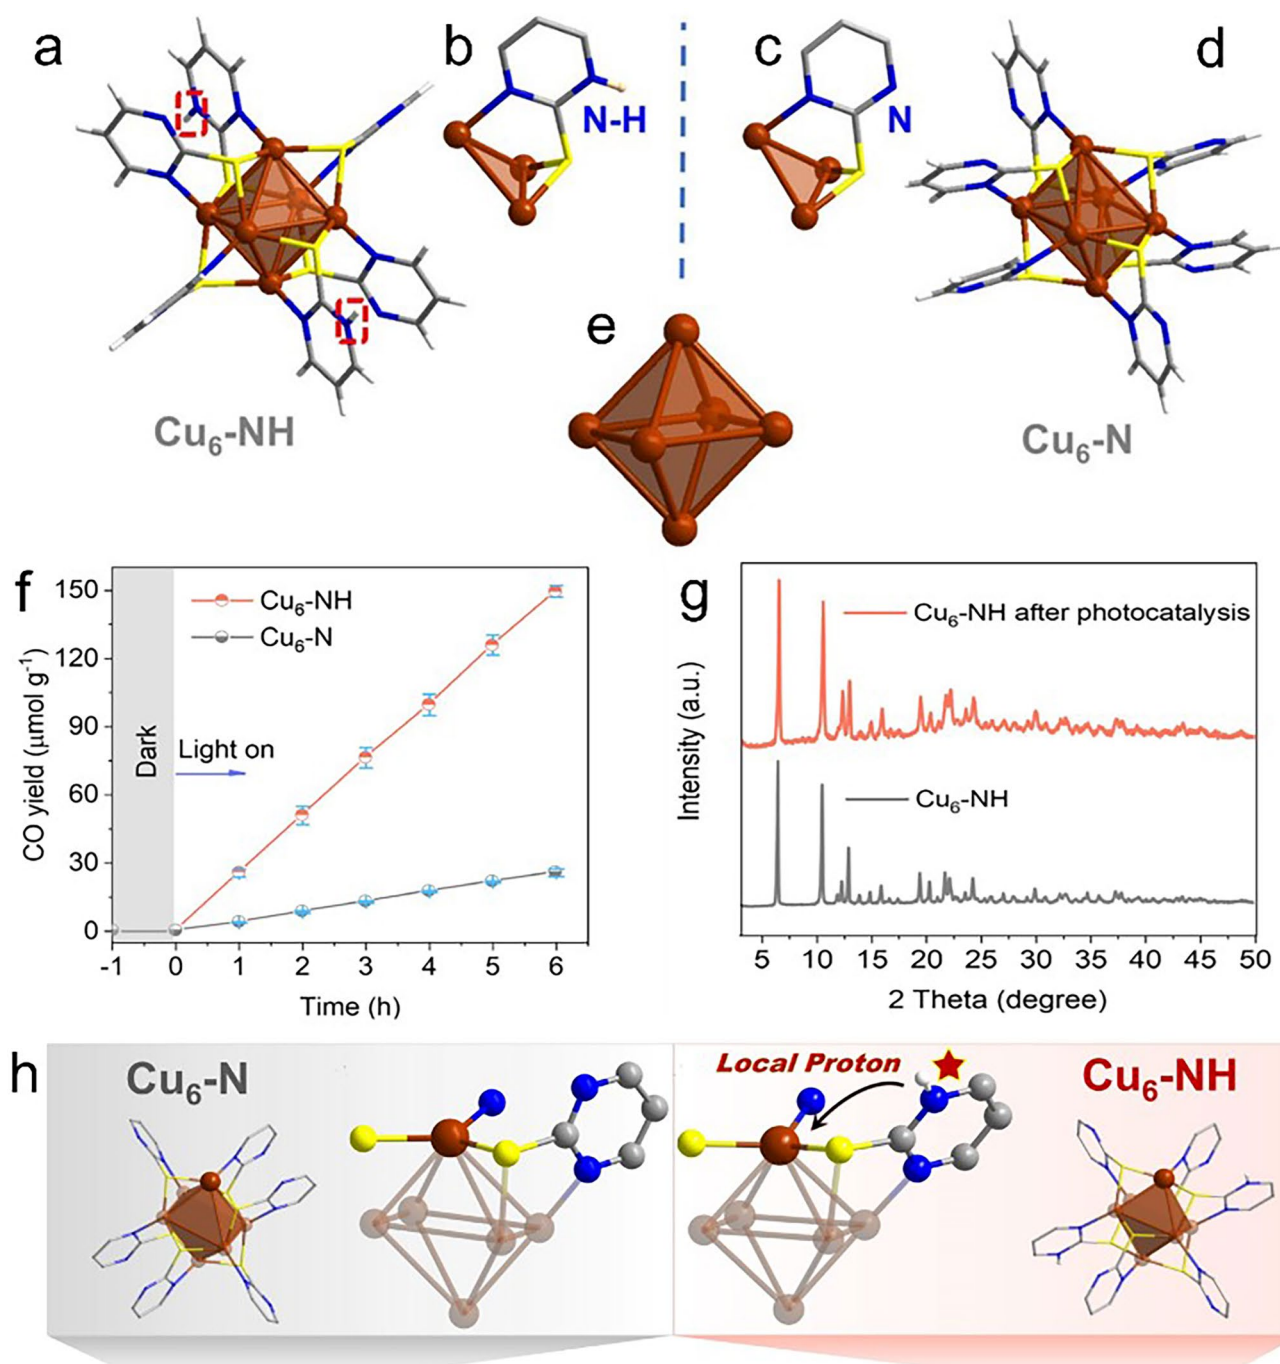 a
b
c
d
N-H
N
e
Cu6-NH
Cu6-N
f
150
120
90
60
30
0
CO yield (μmol g-1)
Cu6-NH
Cu6-N
Dark
Light on
-1 0 1 2 3 4 5 6
Time (h)
g
Intensity (a.u.)
Cu6-NH after photocatalysis
Cu6-NH
5 10 15 20 25 30 35 40 45 50
2 Theta (degree)
h
Cu6-N
Local Proton
Cu6-NH